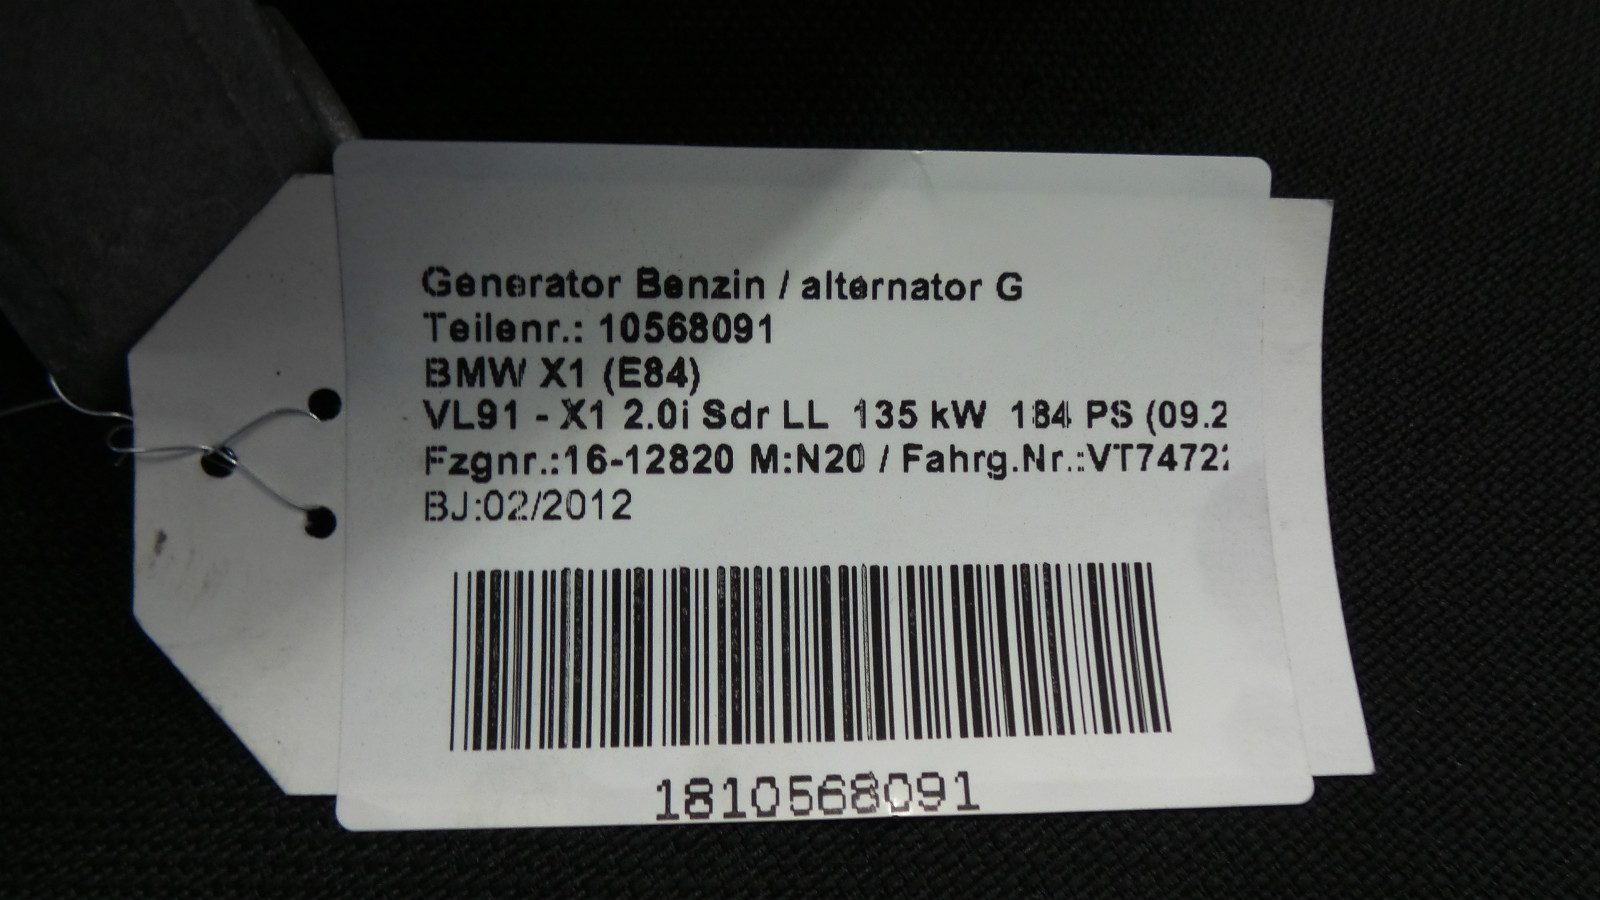 Generator Benzin / alternator G
Teilenr.: 10568091
BMW X1 (E84)
VL91 - X1 2.0i Sdr LL 135 kW 184 PS (09.2
Fzgnr.:16-12820 M:N20 / Fahrg.Nr.:VT7472
BJ:02/2012
1810568091